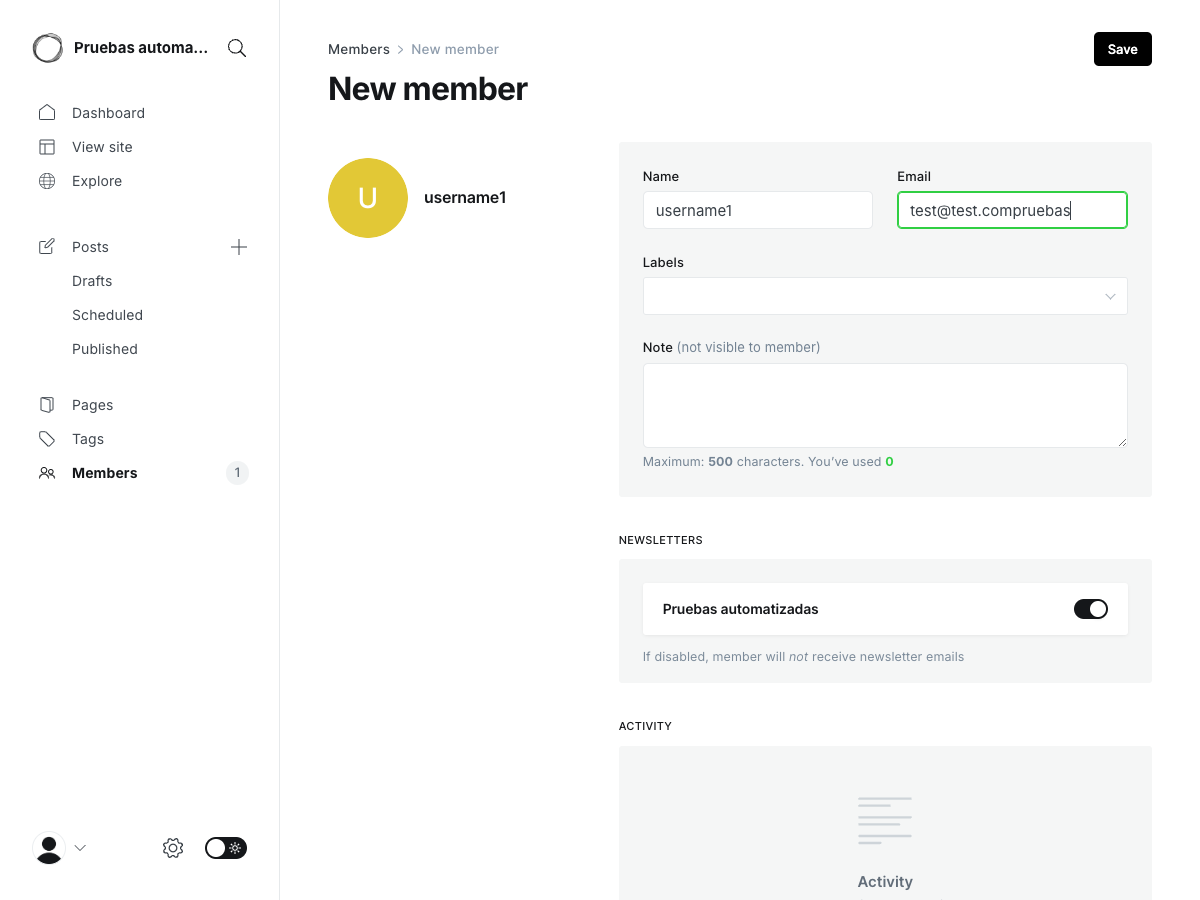 Pruebas automa...
Dashboard
View site
Explore
Posts
Drafts
Scheduled
Published
Pages
Tags
Members 1
Members > New member
Save
New member
U
username1
Name
username1
Email
test@test.compruebas
Labels
Note (not visible to member)
Maximum: 500 characters. You’ve used 0
NEWSLETTERS
Pruebas automatizadas
If disabled, member will not receive newsletter emails
ACTIVITY
Activity